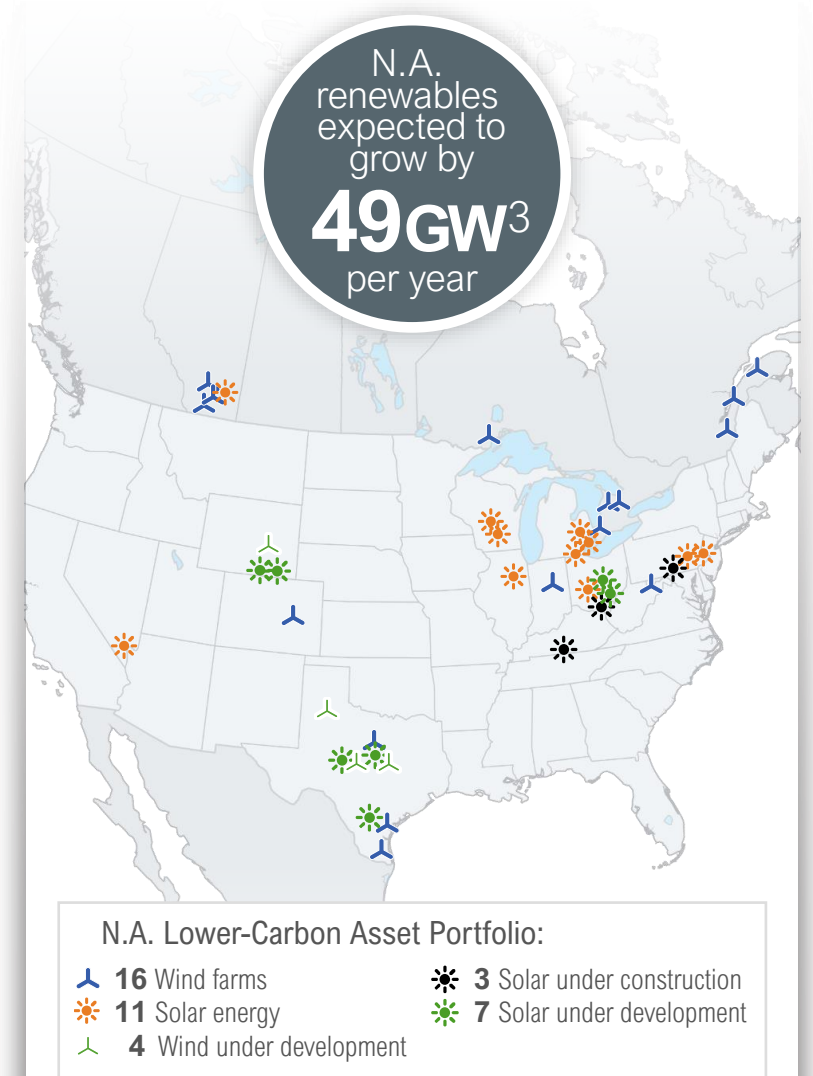 N.A.
renewables
expected to
grow by
49GW3
per year
N.A. Lower-Carbon Asset Portfolio:
16 Wind farms
11 Solar energy
4 Wind under development
3 Solar under construction
7 Solar under development